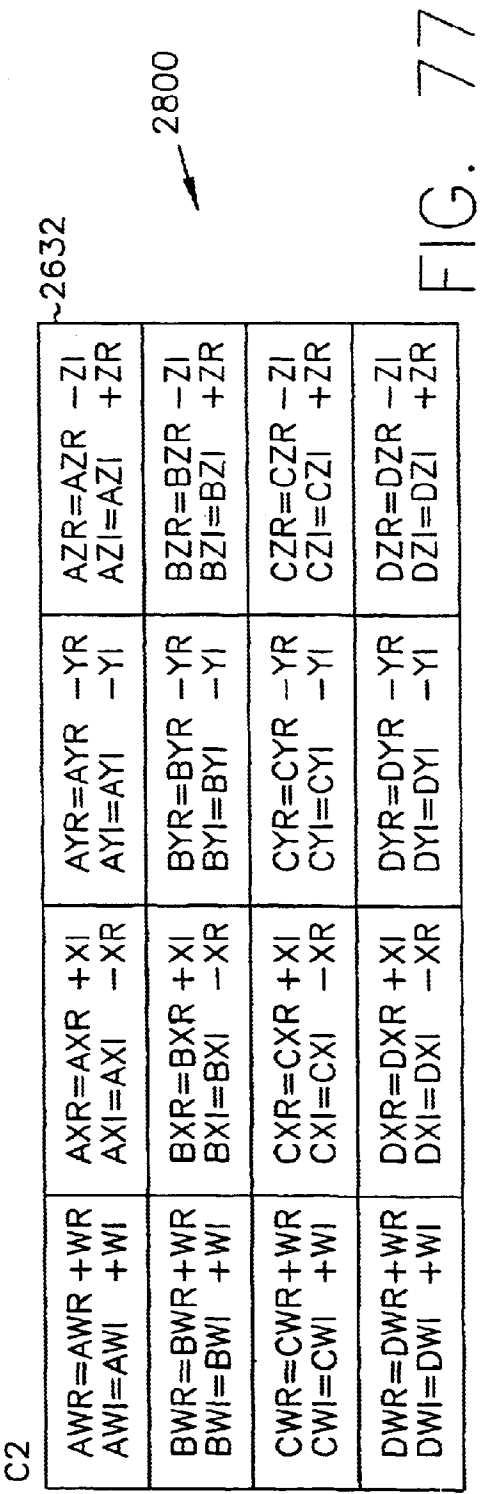 C2
AWR=AWR +WR
AWI=AWI +WI
AXR=AXR +XI
AXI=AXI −XR
AYR=AYR −YR
AYI=AYI −YI
AZR=AZR −ZI
AZI=AZI +ZR
BWR=BWR+WR
BWI=BWI +WI
BXR=BXR +XI
BXI=BXI −XR
BYR=BYR −YR
BYI=BYI −YI
BZR=BZR −ZI
BZI=BZI +ZR
CWR=CWR+WR
CWI=CWI +WI
CXR=CXR +XI
CXI=CXI −XR
CYR=CYR −YR
CYI=CYI −YI
CZR=CZR −ZI
CZI=CZI +ZR
DWR=DWR+WR
DWI=DWI +WI
DXR=DXR +XI
DXI=DXI −XR
DYR=DYR −YR
DYI=DYI −YI
DZR=DZR −ZI
DZI=DZI +ZR
~2632
2800
FIG. 77